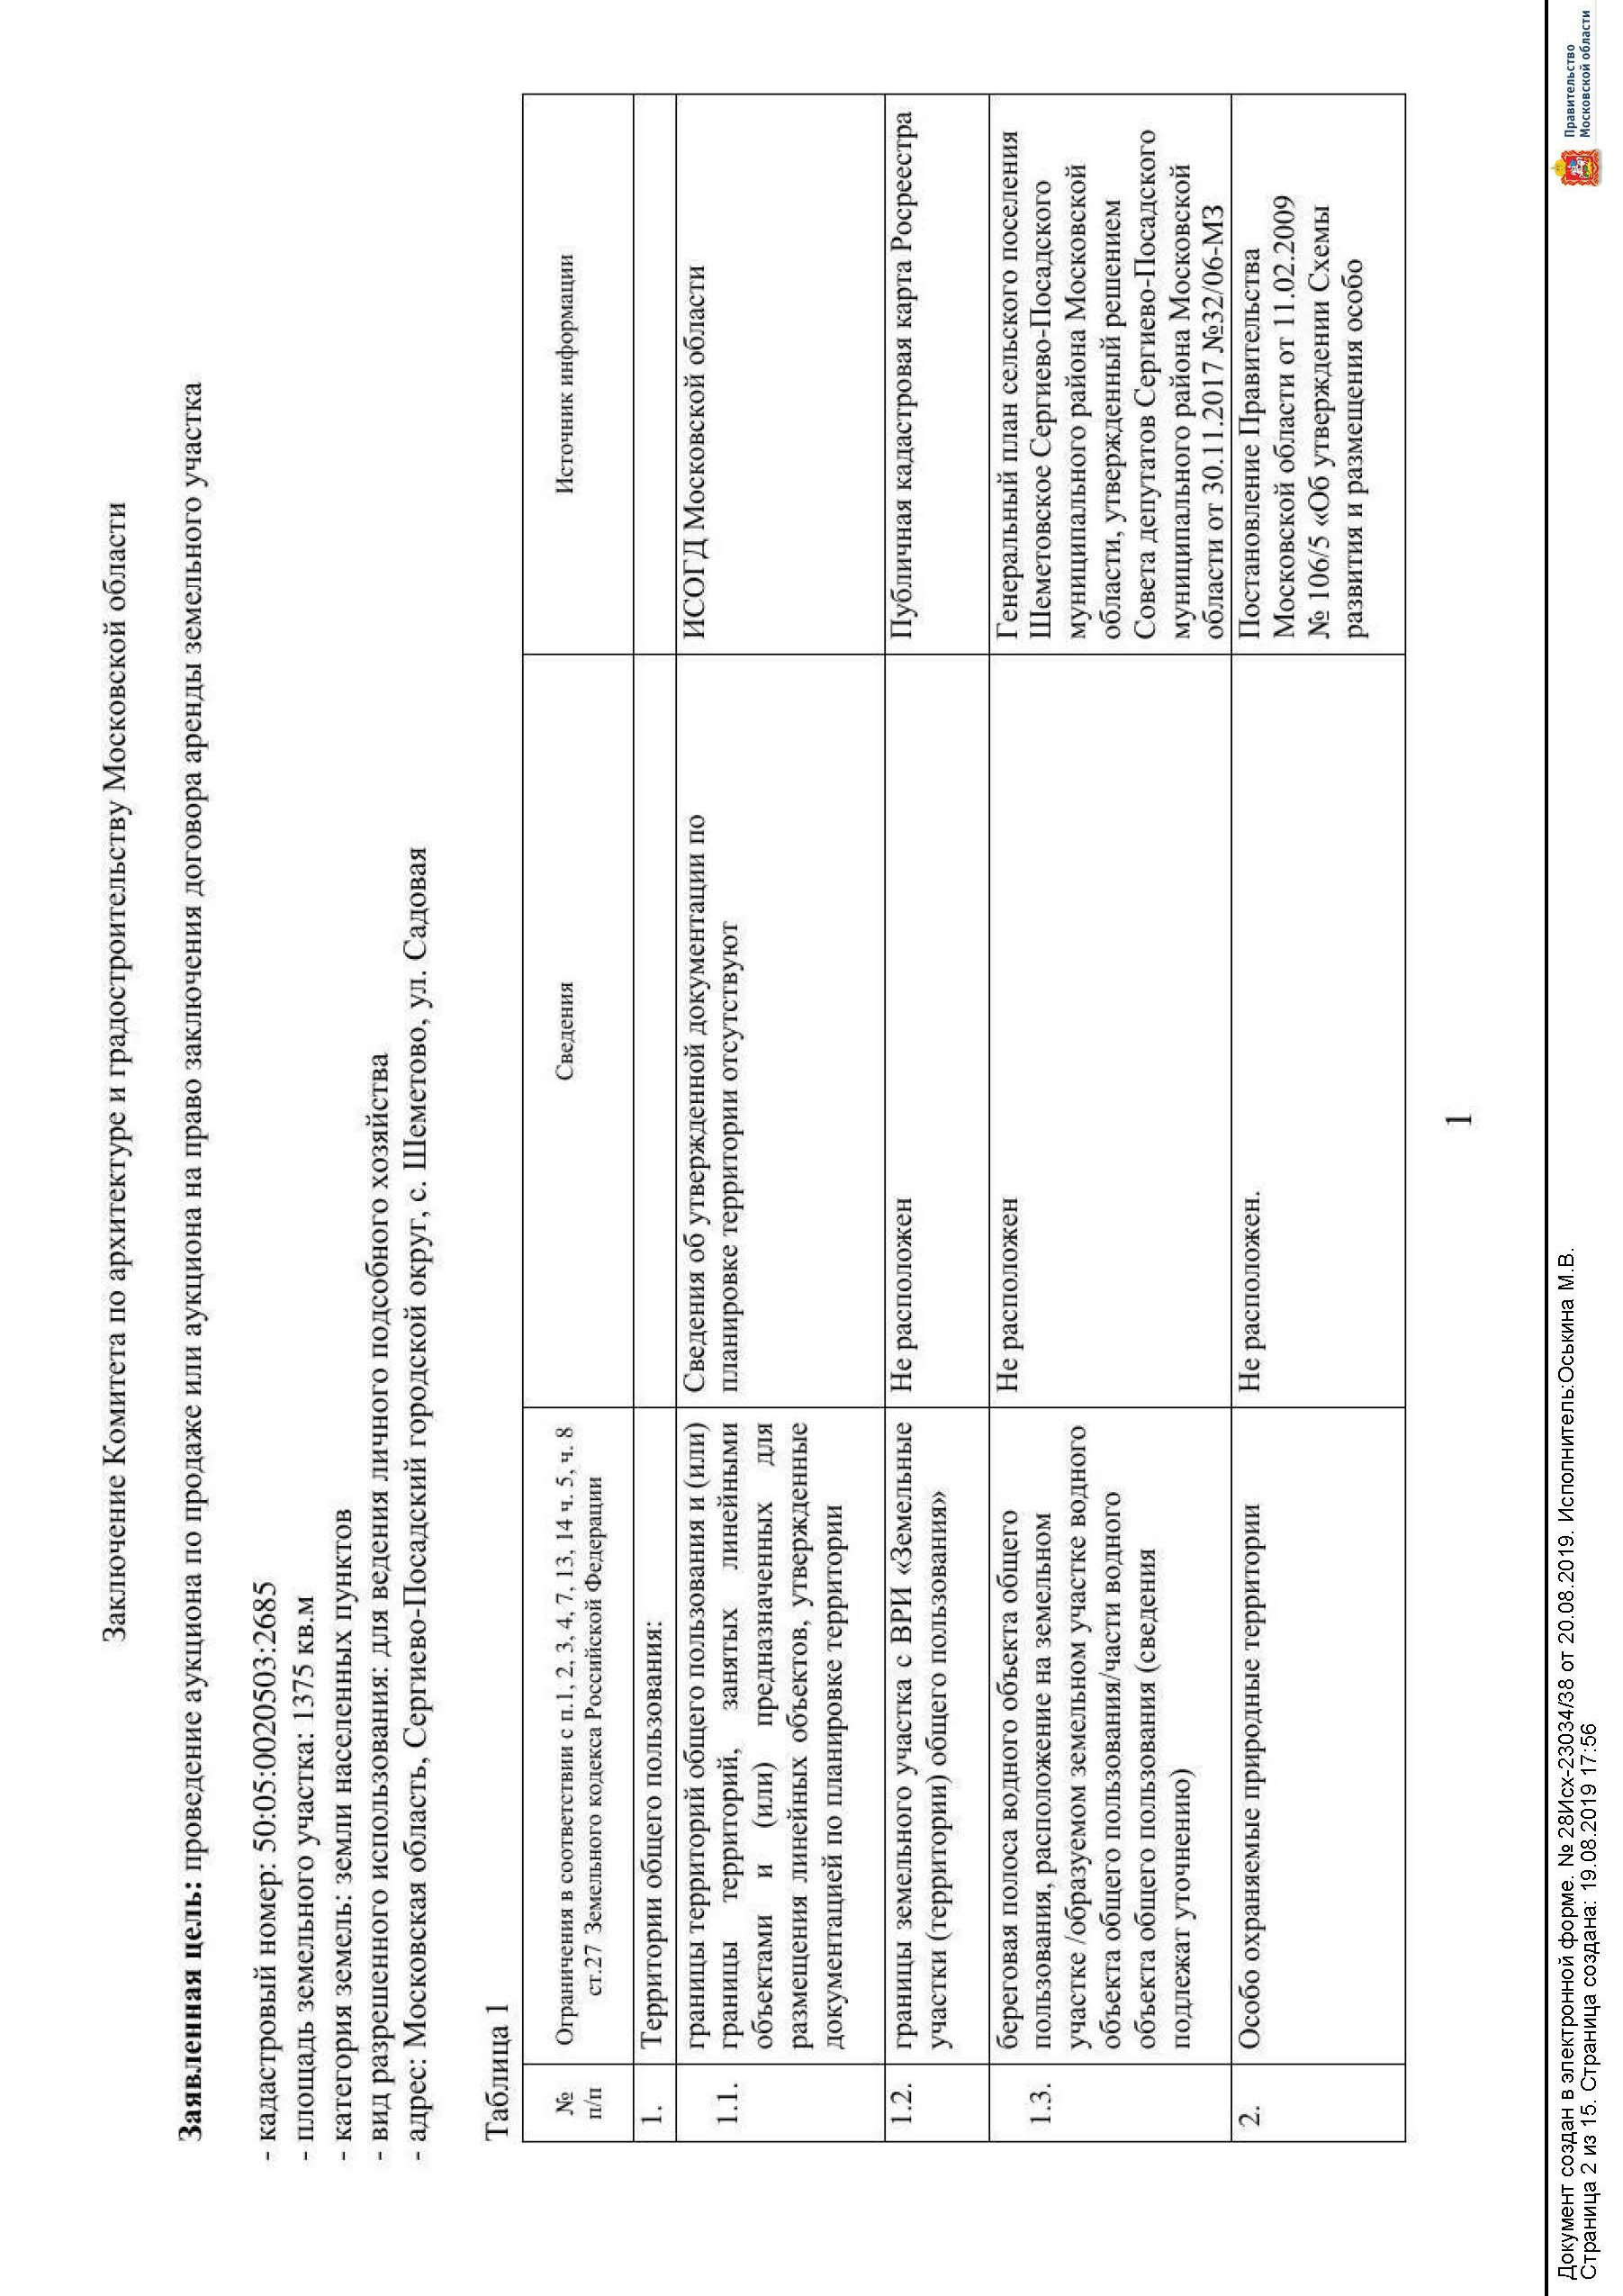 Заключение Комитета по архитектуре и градостроительству Московской области
Заявленная цель: проведение аукциона по продаже или аукциона на право заключения договора аренды земельного участка
- кадастровый номер: 50:05:0020503:2685
- площадь земельного участка: 1375 кв.м
- категория земель: земли населенных пунктов
- вид разрешенного использования: для ведения личного подсобного хозяйства
- адрес: Московская область, Сергиево-Посадский городской округ, с. Шеметово, ул. Садовая
Таблица 1
№
п/п
Ограничения в соответствии с п.1, 2, 3, 4, 7, 13, 14 ч. 5, ч. 8
ст.27 Земельного кодекса Российской Федерации
Сведения
Источник информации
1.
Территории общего пользования:
1.1.
границы территорий общего пользования и (или)
границы территорий, занятых линейными
объектами и (или) предназначенных для
размещения линейных объектов, утвержденные
документацией по планировке территории
Сведения об утвержденной документации по
планировке территории отсутствуют
ИСОГД Московской области
1.2.
границы земельного участка с ВРИ «Земельные
участки (территории) общего пользования»
Не расположен
Публичная кадастровая карта Росреестра
1.3.
береговая полоса водного объекта общего
пользования, расположение на земельном
участке /образуемом земельном участке водного
объекта общего пользования/части водного
объекта общего пользования (сведения
подлежат уточнению)
Не расположен
Генеральный план сельского поселения
Шеметовское Сергиево-Посадского
муниципального района Московской
области, утвержденный решением
Совета депутатов Сергиево-Посадского
муниципального района Московской
области от 30.11.2017 №32/06-МЗ
2.
Особо охраняемые природные территории
Не расположен.
Постановление Правительства
Московской области от 11.02.2009
№ 106/5 «Об утверждении Схемы
развития и размещения особо
1
Документ создан в электронной форме. № 28Исх-23034/38 от 20.08.2019. Исполнитель:Оськина М.В.
Страница 2 из 15. Страница создана: 19.08.2019 17:56
Правительство
Московской области